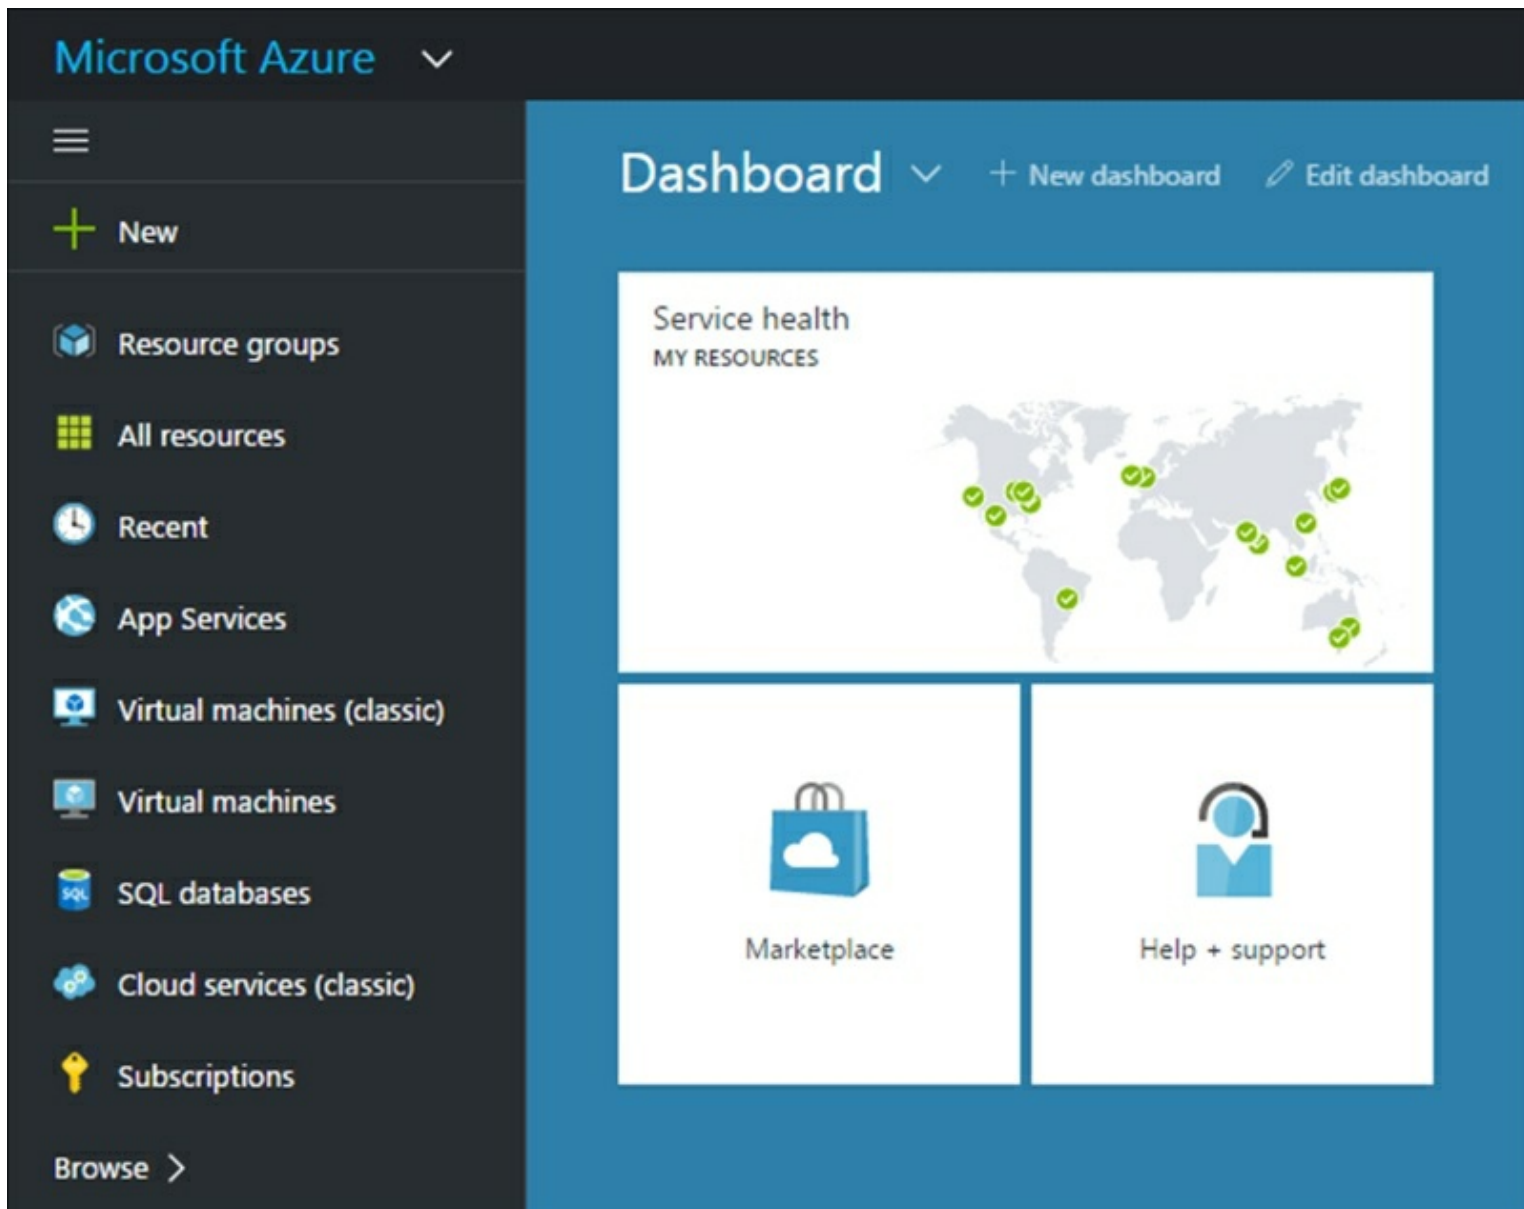 Microsoft Azure
Dashboard
New dashboard
Edit dashboard
New
Resource groups
All resources
Recent
App Services
Virtual machines (classic)
Virtual machines
SQL databases
SQL
Cloud services (classic)
Subscriptions
Browse
Service health
MY RESOURCES
Marketplace
Help + support